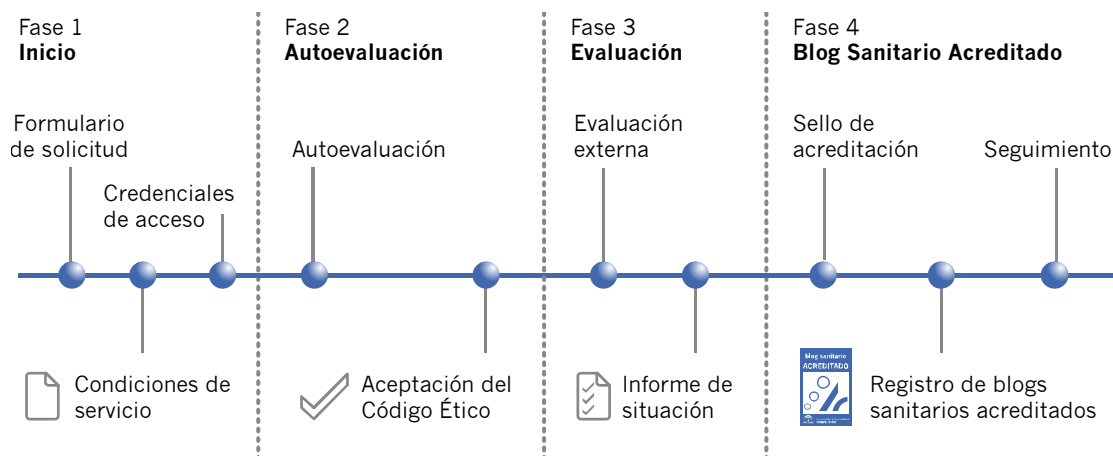 Fase 1
Inicio
Formulario
de solicitud
Credenciales
de acceso
Condiciones de
servicio
Fase 2
Autoevaluación
Autoevaluación
Aceptación del
Código Ético
Fase 3
Evaluación
Evaluación
externa
Informe de
situación
Fase 4
Blog Sanitario Acreditado
Sello de
acreditación
Seguimiento
blog sanitario
ACREDITADO
Registro de blogs
sanitarios acreditados